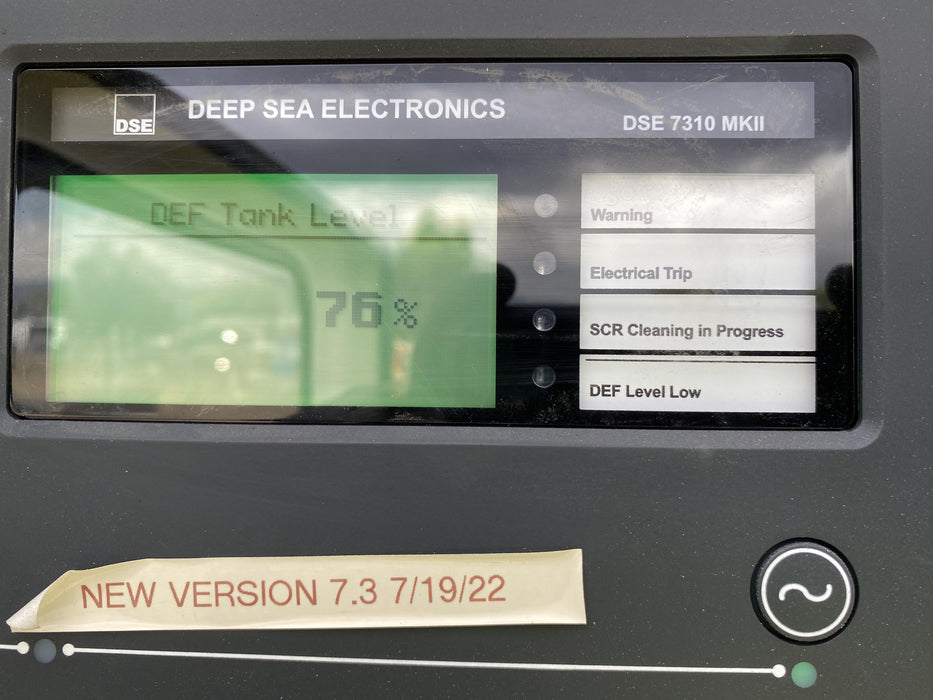 DSE
DEEP SEA ELECTRONICS
DSE 7310 MKII
DEF Tank Level
76%
Warning
Electrical Trip
SCR Cleaning in Progress
DEF Level Low
NEW VERSION 7.3 7/19/22